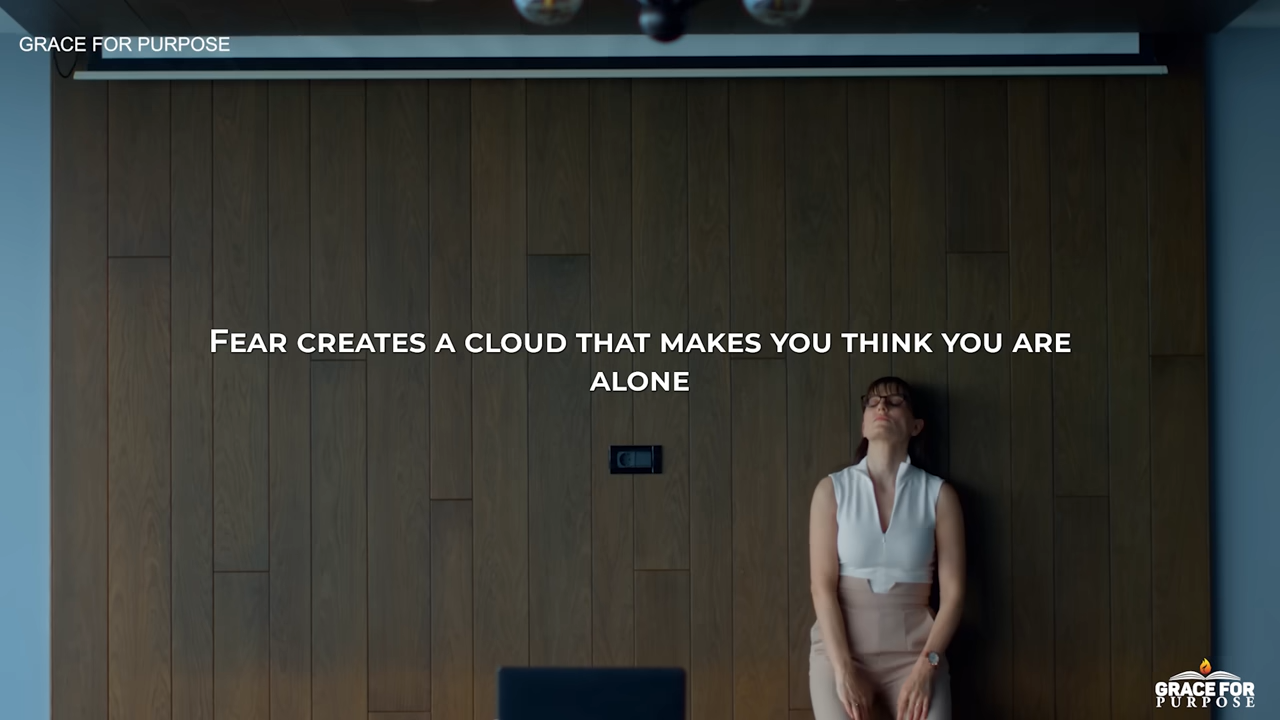 GRACE FOR PURPOSE
FEAR CREATES A CLOUD THAT MAKES YOU THINK YOU ARE
ALONE
GRACE FOR
PURPOSE